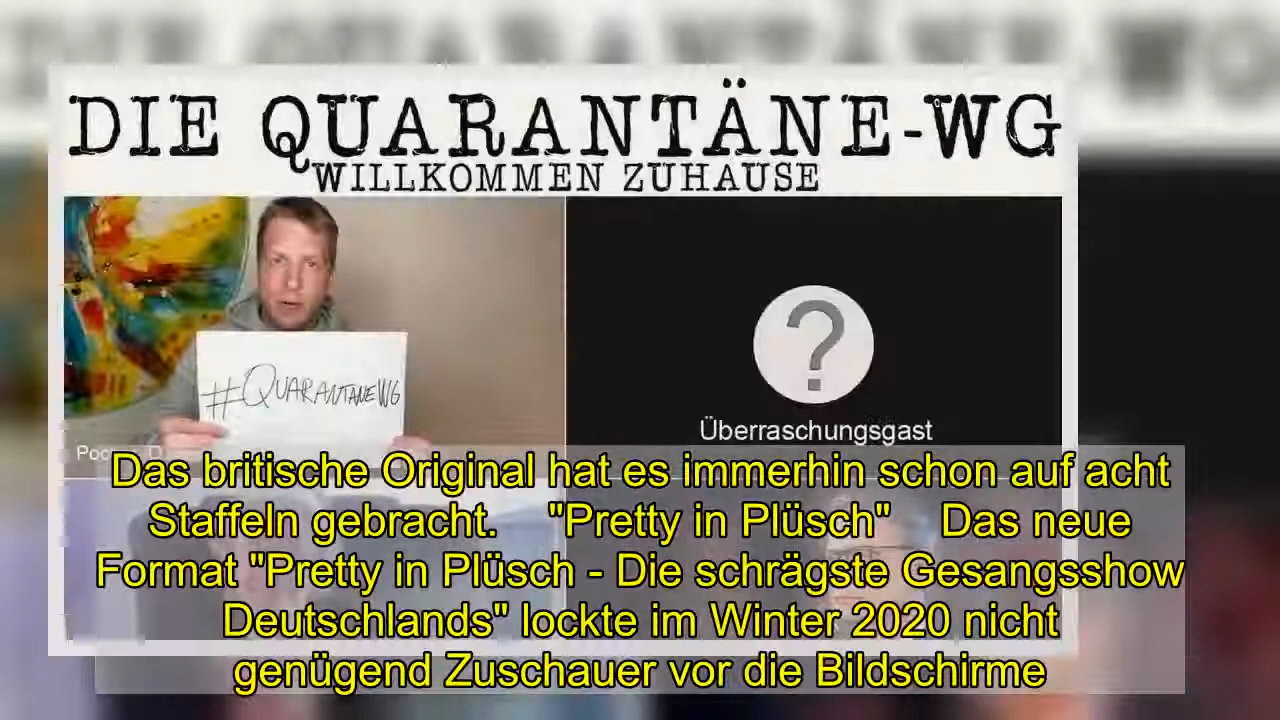 DIE QUARANTÄNE-WG
WILLKOMMEN ZUHAUSE
#QUARANTÄNEWG
Überraschungsgast
Das britische Original hat es immerhin schon auf acht
Staffeln gebracht. "Pretty in Plüsch" Das neue
Format "Pretty in Plüsch - Die schrägste Gesangsshow
Deutschlands" lockte im Winter 2020 nicht
genügend Zuschauer vor die Bildschirme